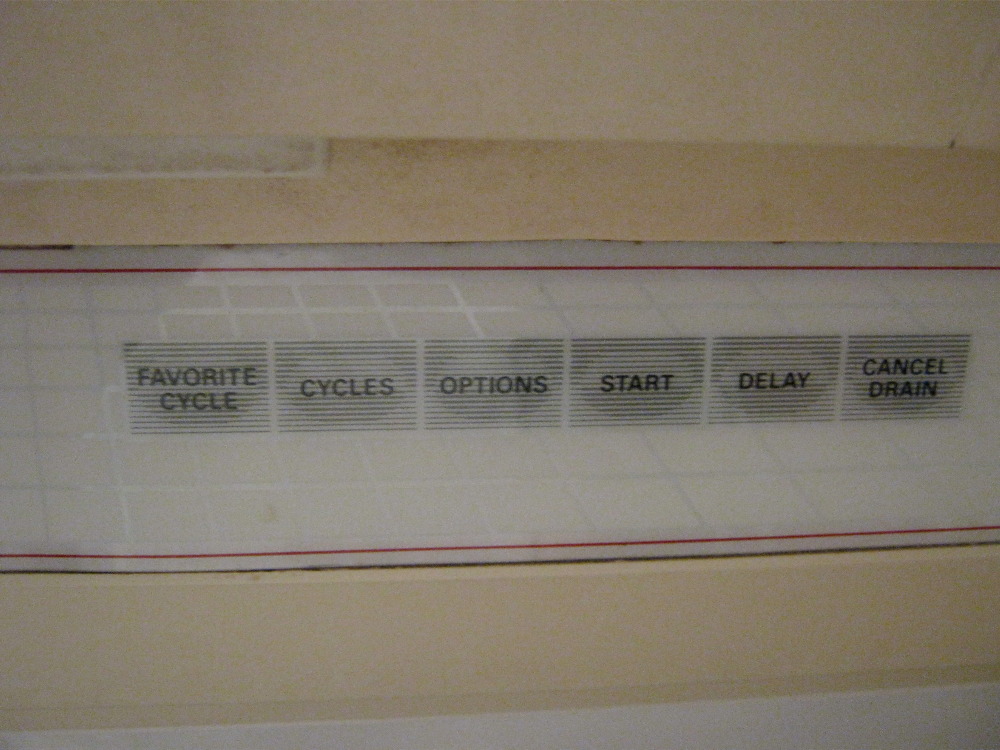 FAVORITE
CYCLE
CYCLES
OPTIONS
START
DELAY
CANCEL
DRAIN